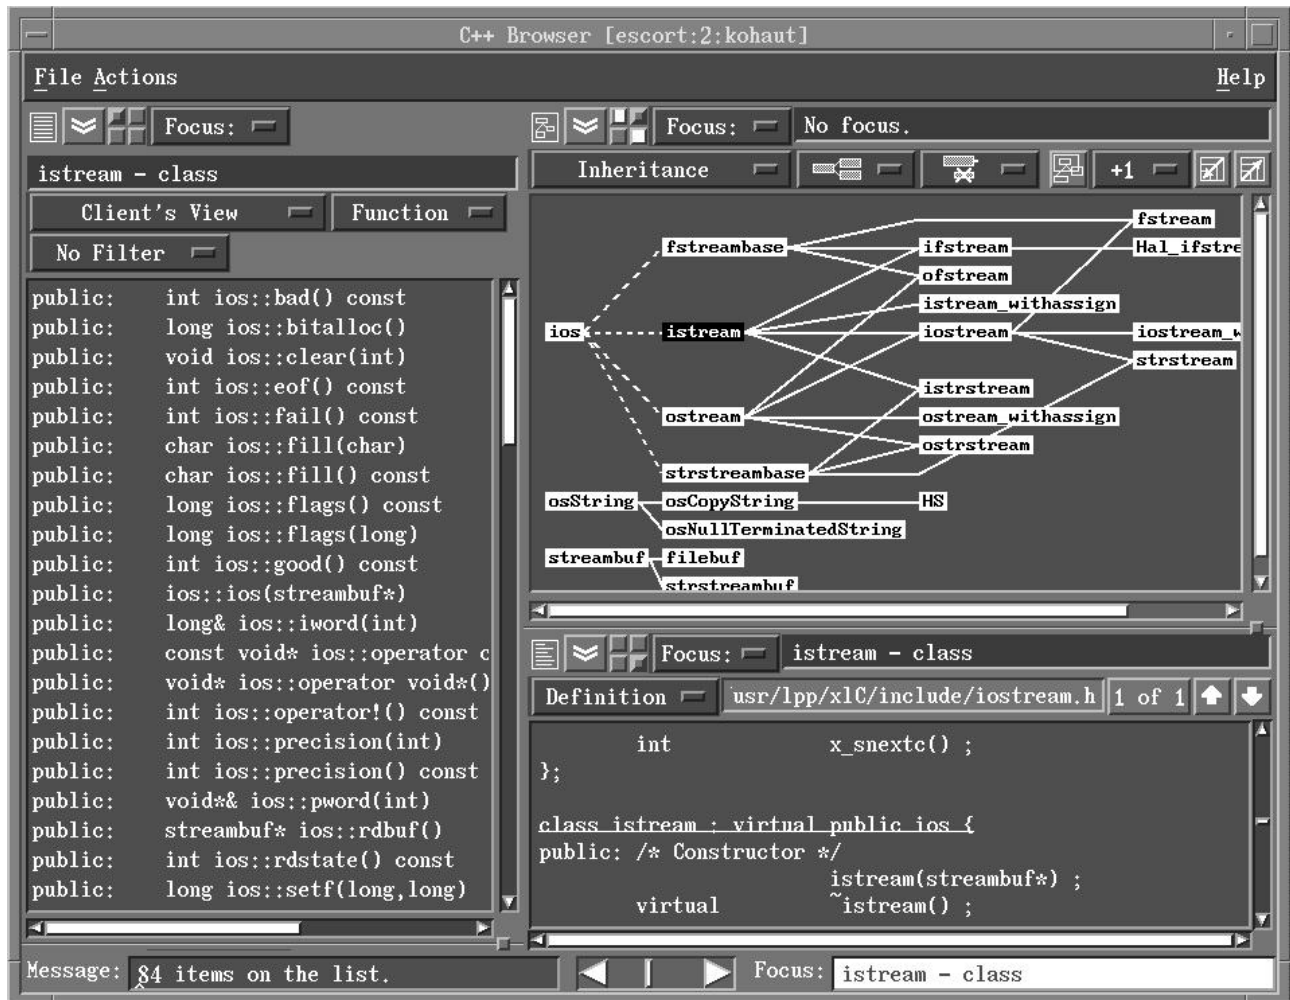 C++ Browser [escort:2:kohaut]
File Actions Help
Focus:
istream - class
Client's View Function
No Filter
public: int ios::bad() const
public: long ios::bitalloc()
public: void ios::clear(int)
public: int ios::eof() const
public: int ios::fail() const
public: char ios::fill(char)
public: char ios::fill() const
public: long ios::flags() const
public: long ios::flags(long)
public: int ios::good() const
public: ios::ios(streambuf*)
public: long& ios::iword(int)
public: const void* ios::operator c
public: void* ios::operator void*()
public: int ios::operator!() const
public: int ios::precision(int)
public: int ios::precision() const
public: void*& ios::pword(int)
public: streambuf* ios::rdbuf()
public: int ios::rdstate() const
public: long ios::setf(long,long)
Focus: No focus.
Inheritance +1
fstream
fstreambase ifstream Hal_ifstre
ofstream
istream_withassign
ios istream iostream iostream_w
strstream
istrstream
ostream ostream_withassign
ostrstream
strstreambase
osString osCopyString HS
osNullTerminatedString
streambuf filebuf
strstreambuf
Focus: istream - class
Definition usr/lpp/xlC/include/iostream.h 1 of 1
int x_snextc() ;
};
class istream : virtual public ios {
public: /* Constructor */
istream(streambuf*) ;
virtual ~istream() ;
Message: 84 items on the list. Focus: istream - class